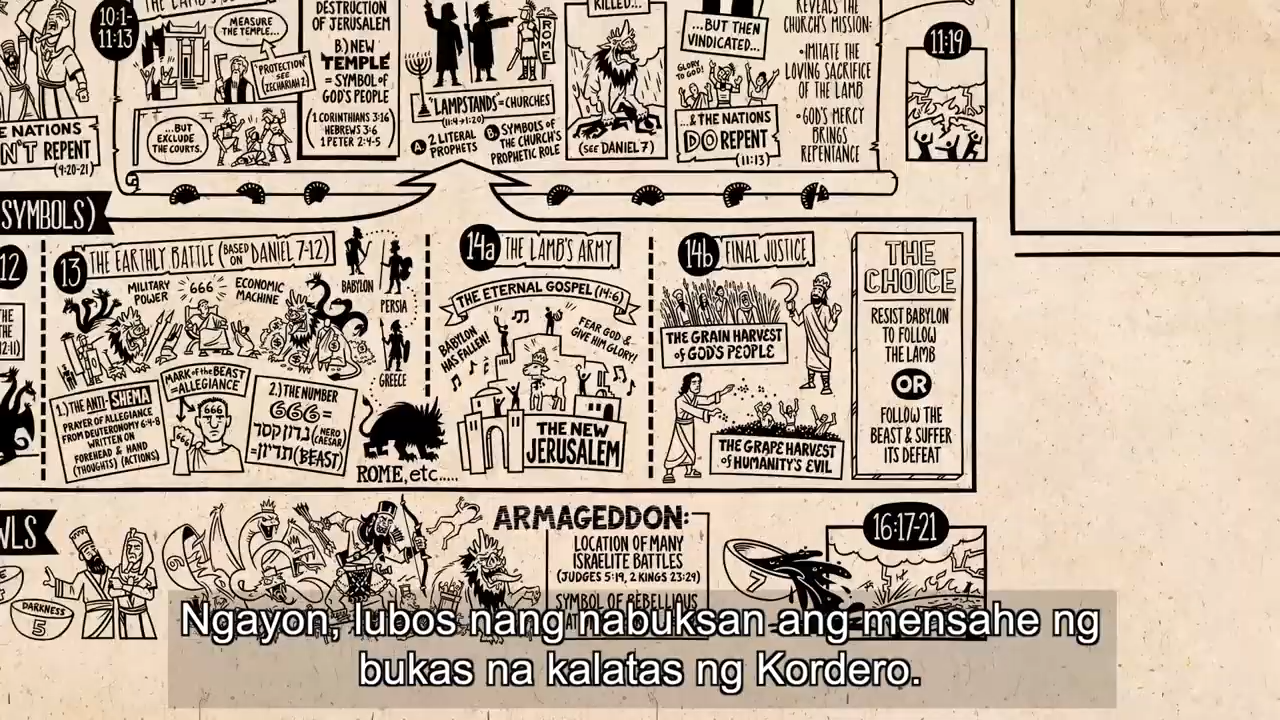 10:1-
11:13
MEASURE
THE TEMPLE...
"PROTECTION"
SEE
ZECHARIAH 2
...BUT
EXCLUDE
THE COURTS.
DESTRUCTION
OF JERUSALEM
B.) NEW
TEMPLE
= SYMBOL OF
GOD'S PEOPLE
1 CORINTHIANS 3:16
HEBREWS 3:6
1 PETER 2:4-5
ROME
"LAMPSTANDS" = CHURCHES
(11:4→1:20)
A. 2 LITERAL
PROPHETS
B. SYMBOLS OF
THE CHURCH'S
PROPHETIC ROLE
KILLED...
(SEE DANIEL 7)
...BUT THEN
VINDICATED...
GLORY
TO GOD!
...& THE NATIONS
DO REPENT
(11:13)
REVEALS THE
CHURCH'S MISSION:
•IMITATE THE
LOVING SACRIFICE
OF THE LAMB
•GOD'S MERCY
BRINGS
REPENTANCE
11:19
E NATIONS
N'T REPENT
(9:20-21)
SYMBOLS)
12
THE
12:11)
13 THE EARTHLY BATTLE (BASED ON DANIEL 7-12)
MILITARY
POWER
666
ECONOMIC
MACHINE
BABYLON
PERSIA
GREECE
ROME, etc.....
1.) THE ANTI-SHEMA
PRAYER OF ALLEGIANCE
FROM DEUTERONOMY 6:4-8
WRITTEN ON
FOREHEAD & HAND
(THOUGHTS) (ACTIONS)
MARK of the BEAST
=ALLEGIANCE
666
666
2.) THE NUMBER
666 =
נרון קסר (NERO CAESAR)
=תריון (BEAST)
14a THE LAMB'S ARMY
THE ETERNAL GOSPEL (14:6)
BABYLON
HAS FALLEN!
FEAR GOD &
GIVE HIM GLORY!
THE NEW
JERUSALEM
14b FINAL JUSTICE
THE GRAIN HARVEST
of GOD'S PEOPLE
THE GRAPE HARVEST
of HUMANITY'S EVIL
THE
CHOICE
RESIST BABYLON
TO FOLLOW
THE LAMB
OR
FOLLOW THE
BEAST & SUFFER
ITS DEFEAT
WLS
DARKNESS
5
ARMAGEDDON:
LOCATION OF MANY
ISRAELITE BATTLES
(JUDGES 5:19, 2 KINGS 23:29)
SYMBOL OF REBELLIOUS
7
16:17-21
Ngayon, lubos nang nabuksan ang mensahe ng
bukas na kalatas ng Kordero.